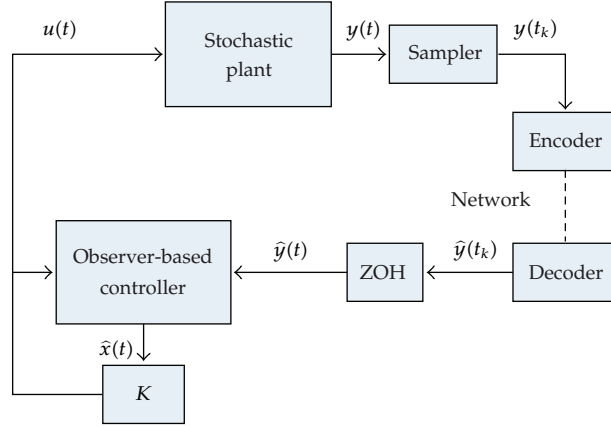 u(t)
Stochastic
plant
y(t)
Sampler
y(t_k)
Encoder
Network
Observer-based
controller
ŷ(t)
ZOH
ŷ(t_k)
Decoder
x̂(t)
K